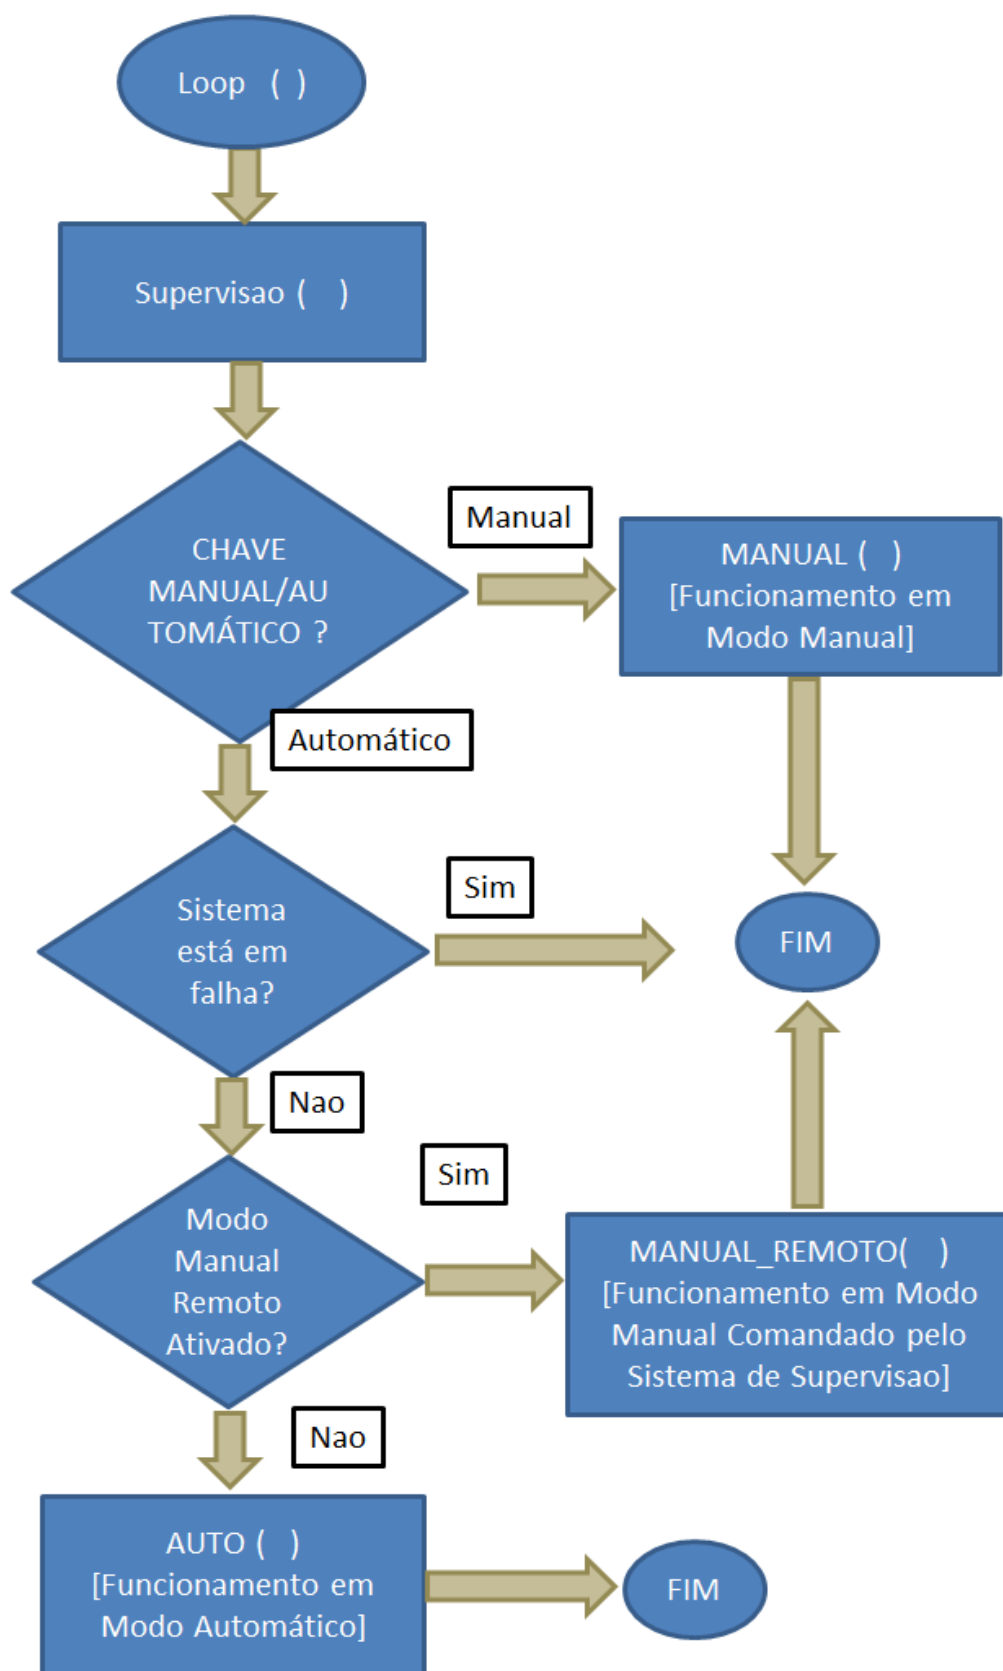 Loop ( )
Supervisao ( )
CHAVE
MANUAL/AU
TOMÁTICO ?
Manual
MANUAL ( )
[Funcionamento em
Modo Manual]
Automático
Sistema
está em
falha?
Sim
FIM
Nao
Modo
Manual
Remoto
Ativado?
Sim
MANUAL_REMOTO( )
[Funcionamento em Modo
Manual Comandado pelo
Sistema de Supervisao]
Nao
AUTO ( )
[Funcionamento em
Modo Automático]
FIM